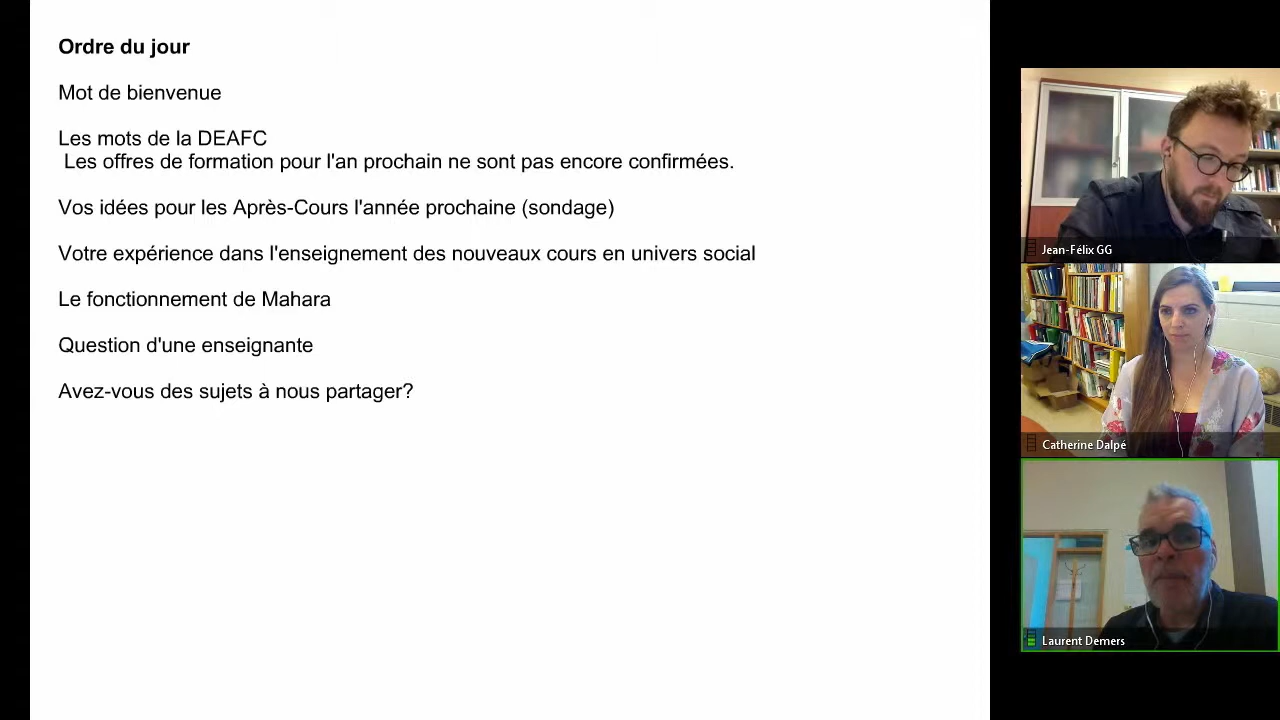 Ordre du jour
Mot de bienvenue
Les mots de la DEAFC
Les offres de formation pour l'an prochain ne sont pas encore confirmées.
Vos idées pour les Après-Cours l'année prochaine (sondage)
Votre expérience dans l'enseignement des nouveaux cours en univers social
Le fonctionnement de Mahara
Question d'une enseignante
Avez-vous des sujets à nous partager?
Jean-Félix GG
Catherine Dalpé
Laurent Demers